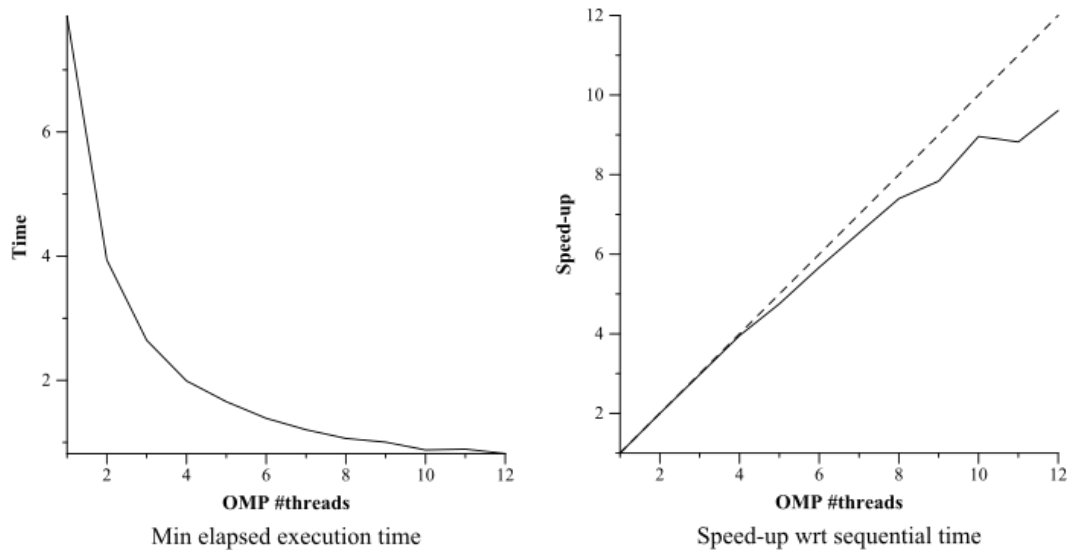 6
4
2
Time
2 4 6 8 10 12
OMP #threads
Min elapsed execution time
12
10
8
6
4
2
Speed-up
2 4 6 8 10 12
OMP #threads
Speed-up wrt sequential time